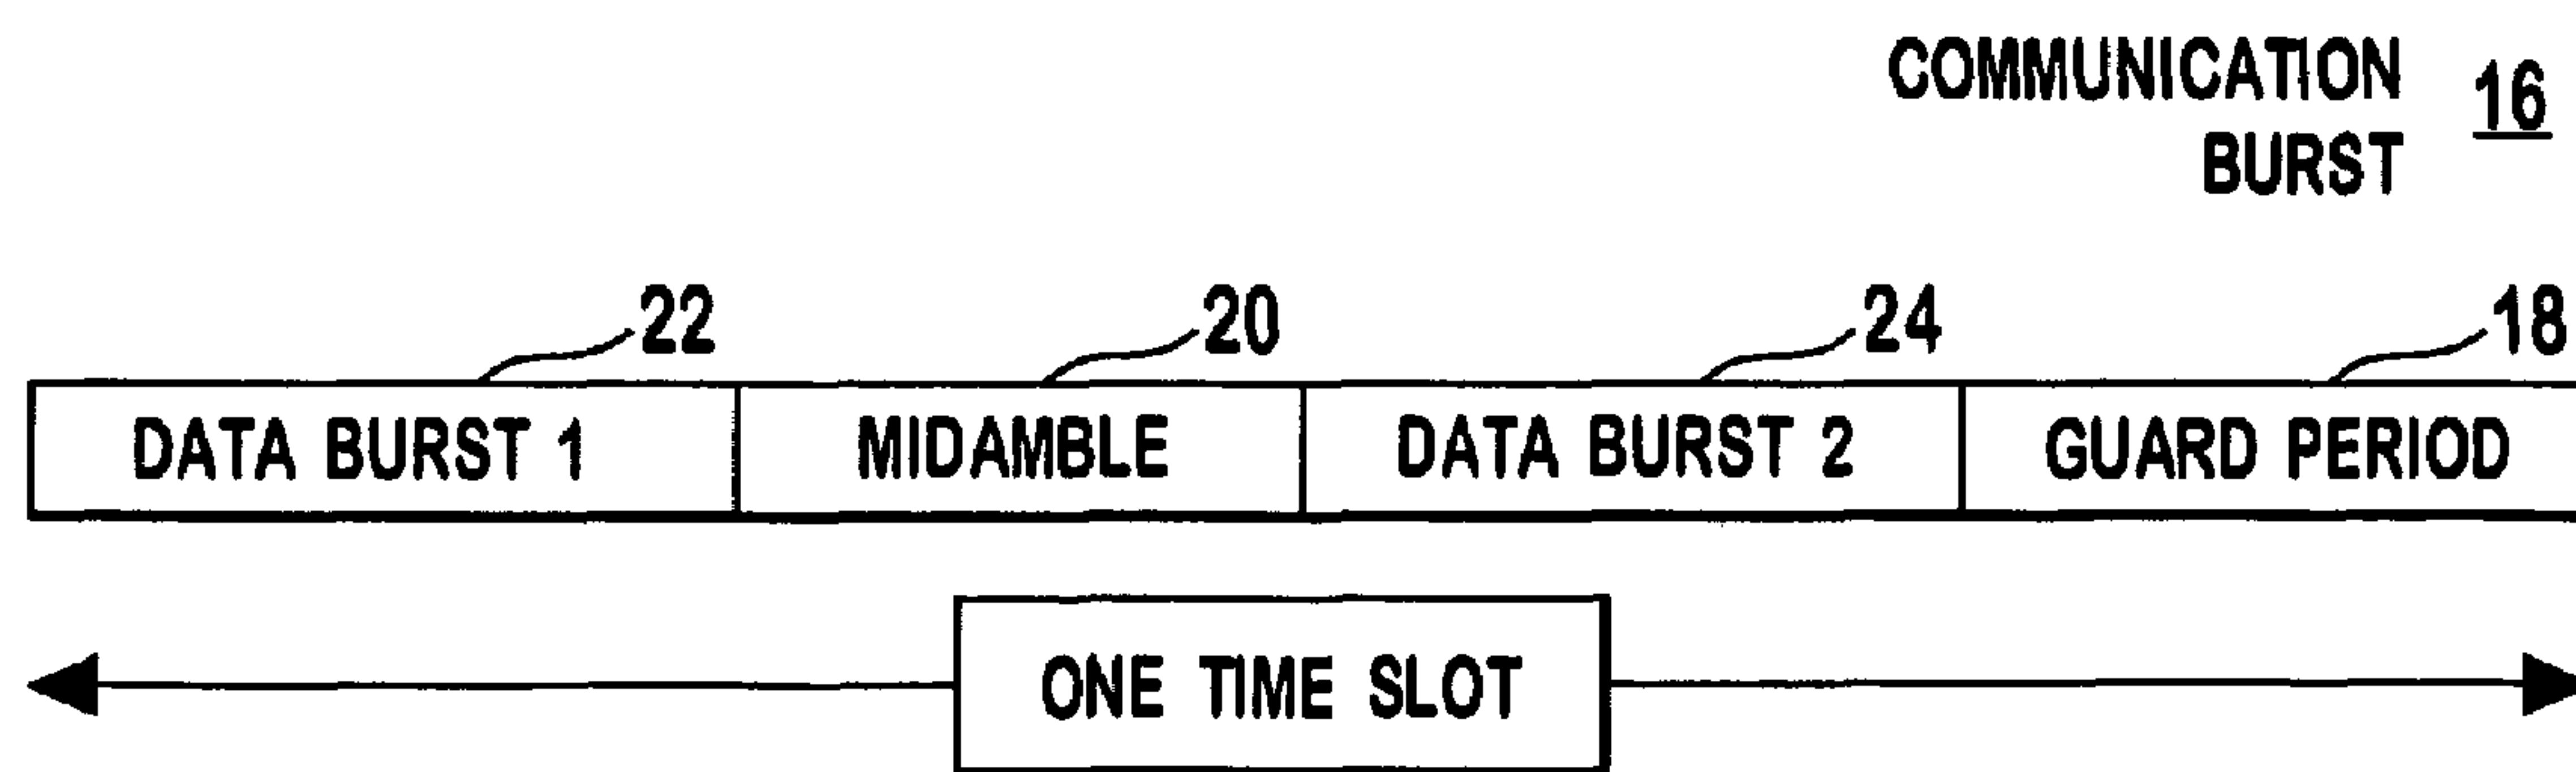 COMMUNICATION 16
BURST
22 20 24 18
DATA BURST 1 MIDAMBLE DATA BURST 2 GUARD PERIOD
ONE TIME SLOT